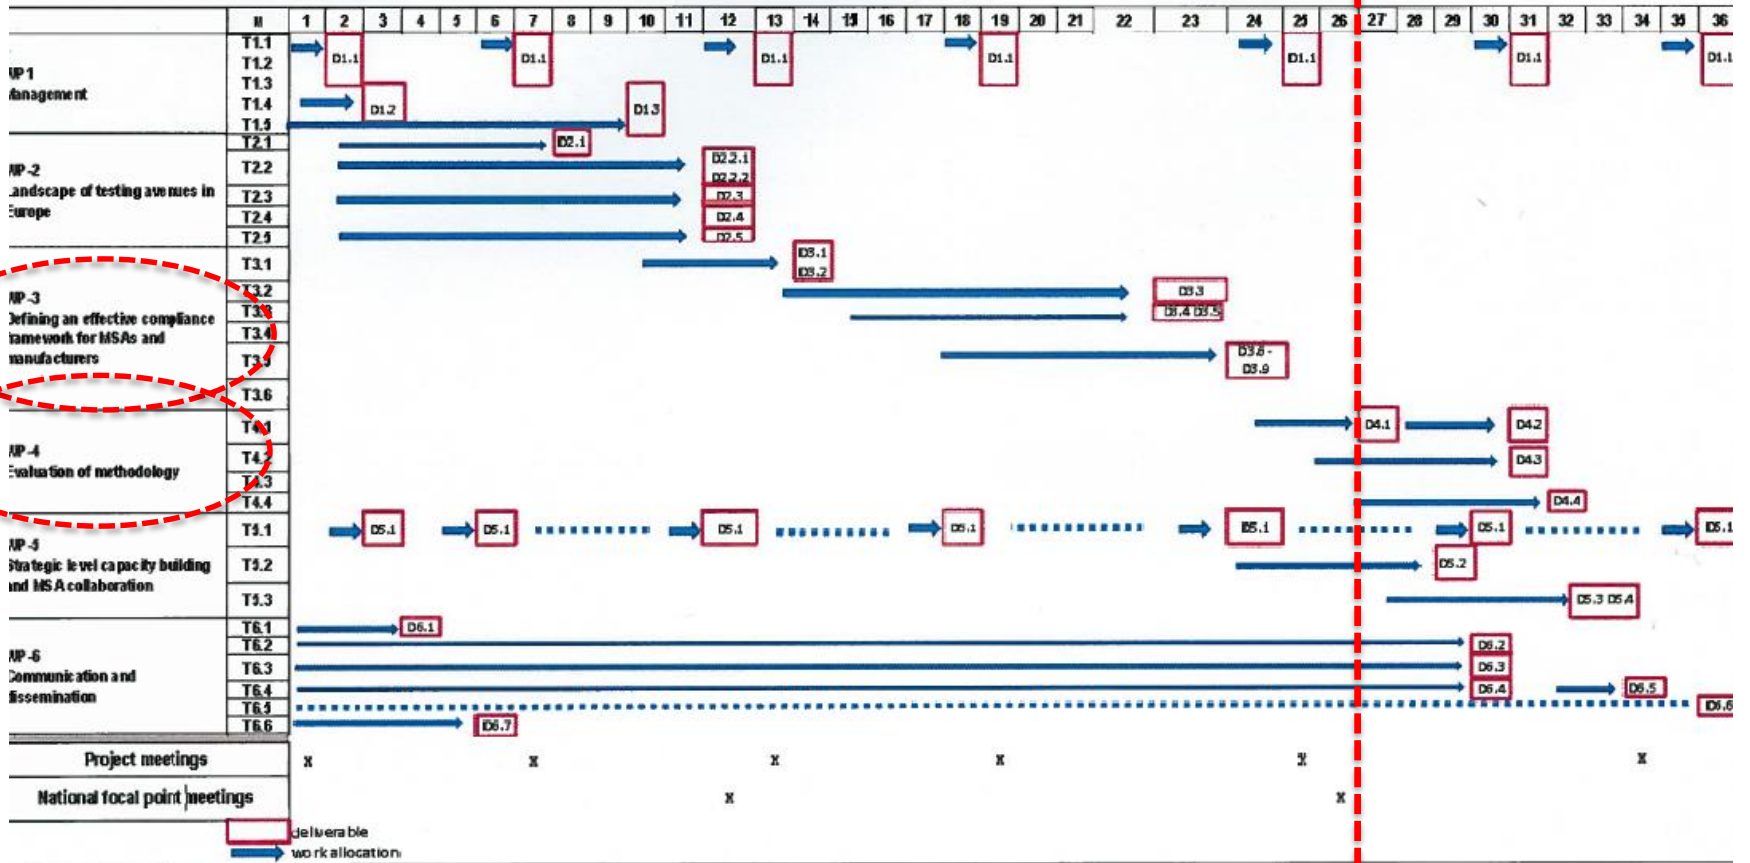 M 1 2 3 4 5 6 7 8 9 10 11 12 13 14 15 16 17 18 19 20 21 22 23 24 25 26 27 28 29 30 31 32 33 34 35 36
WP1
Management
T1.1
T1.2
D1.1 D1.1 D1.1 D1.1 D1.1 D1.1 D1.1
T1.3
T1.4
D1.2 D1.3
T1.5
T2.1 D2.1
WP-2
Landscape of testing avenues in
Europe
T2.2 D2.2.1
D2.2.2
T2.3 D2.3
T2.4 D2.4
T2.5 D2.5
T3.1 D3.1
D3.2
WP-3
Defining an effective compliance
framework for MSAs and
manufacturers
T3.2 D3.3
T3.3 D3.4 D3.5
T3.4
T3.5 D3.6 -
D3.9
T3.6
WP-4
Evaluation of methodology
T4.1 D4.1 D4.2
T4.2 D4.3
T4.3
T4.4 D4.4
WP-5
Strategic level capacity building
and MSA collaboration
T5.1 D5.1 D5.1 D5.1 D5.1 D5.1 D5.1 D5.1
T5.2 D5.2
T5.3 D5.3 D5.4
WP-6
Communication and
dissemination
T6.1 D6.1
T6.2 D6.2
T6.3 D6.3
T6.4 D6.4 D6.5
T6.5 D6.6
T6.6 D6.7
Project meetings x x x x x x
National focal point meetings x x
deliverable
work allocation